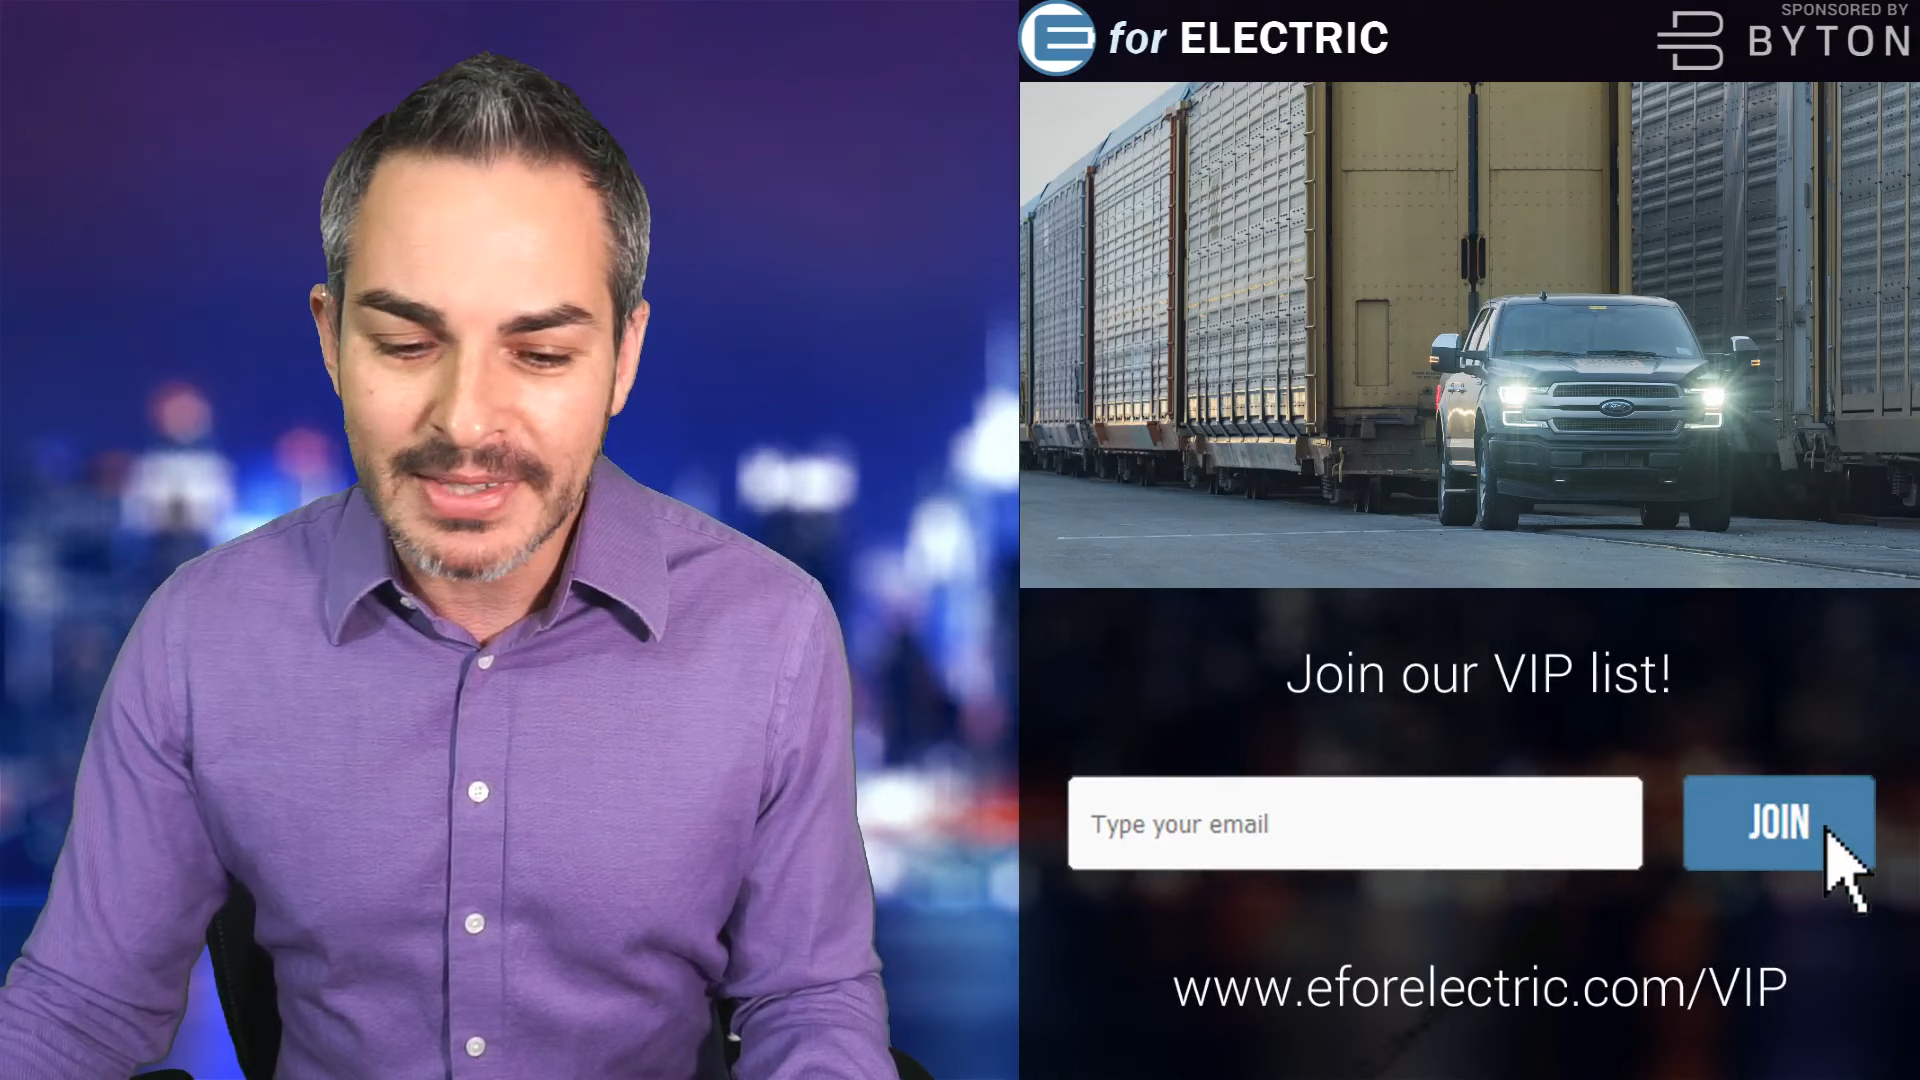 E for ELECTRIC
SPONSORED BY
BYTON
Join our VIP list!
Type your email
JOIN
www.eforelectric.com/VIP